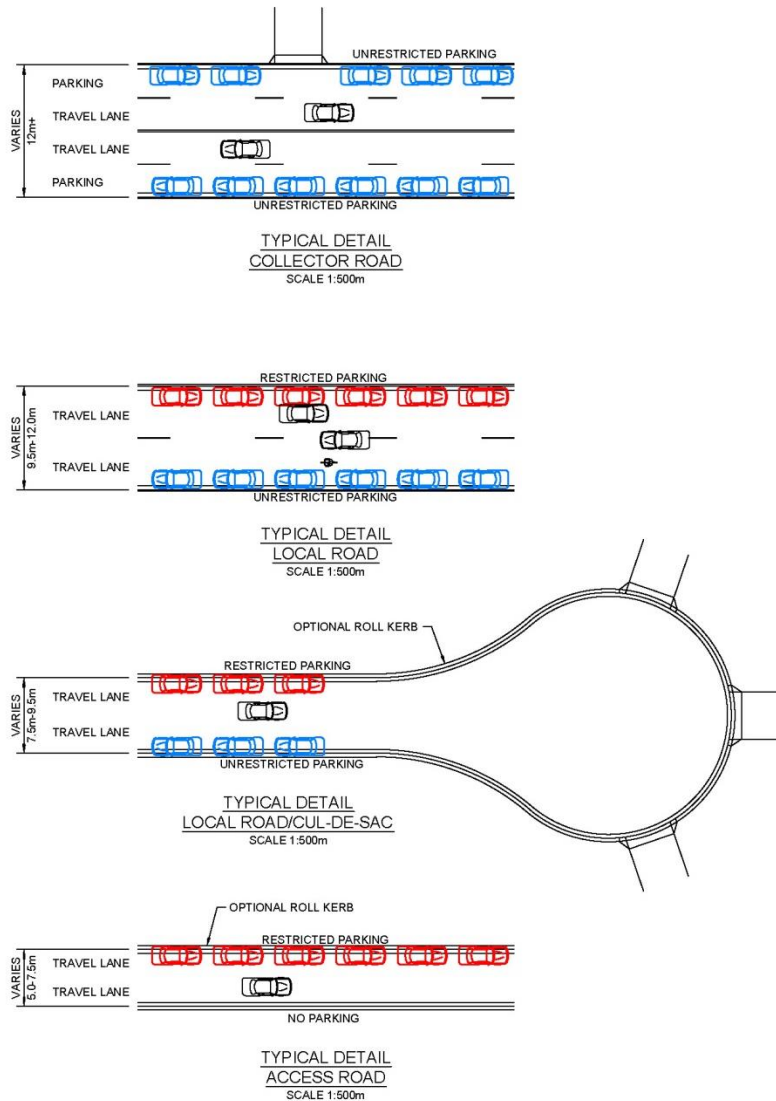 UNRESTRICTED PARKING
PARKING
TRAVEL LANE
TRAVEL LANE
PARKING
VARIES
12m+
UNRESTRICTED PARKING
TYPICAL DETAIL
COLLECTOR ROAD
SCALE 1:500m
RESTRICTED PARKING
TRAVEL LANE
TRAVEL LANE
VARIES
9.5m-12.0m
UNRESTRICTED PARKING
TYPICAL DETAIL
LOCAL ROAD
SCALE 1:500m
OPTIONAL ROLL KERB
RESTRICTED PARKING
TRAVEL LANE
TRAVEL LANE
VARIES
7.5m-9.5m
UNRESTRICTED PARKING
TYPICAL DETAIL
LOCAL ROAD/CUL-DE-SAC
SCALE 1:500m
OPTIONAL ROLL KERB
RESTRICTED PARKING
TRAVEL LANE
TRAVEL LANE
VARIES
5.0-7.5m
NO PARKING
TYPICAL DETAIL
ACCESS ROAD
SCALE 1:500m